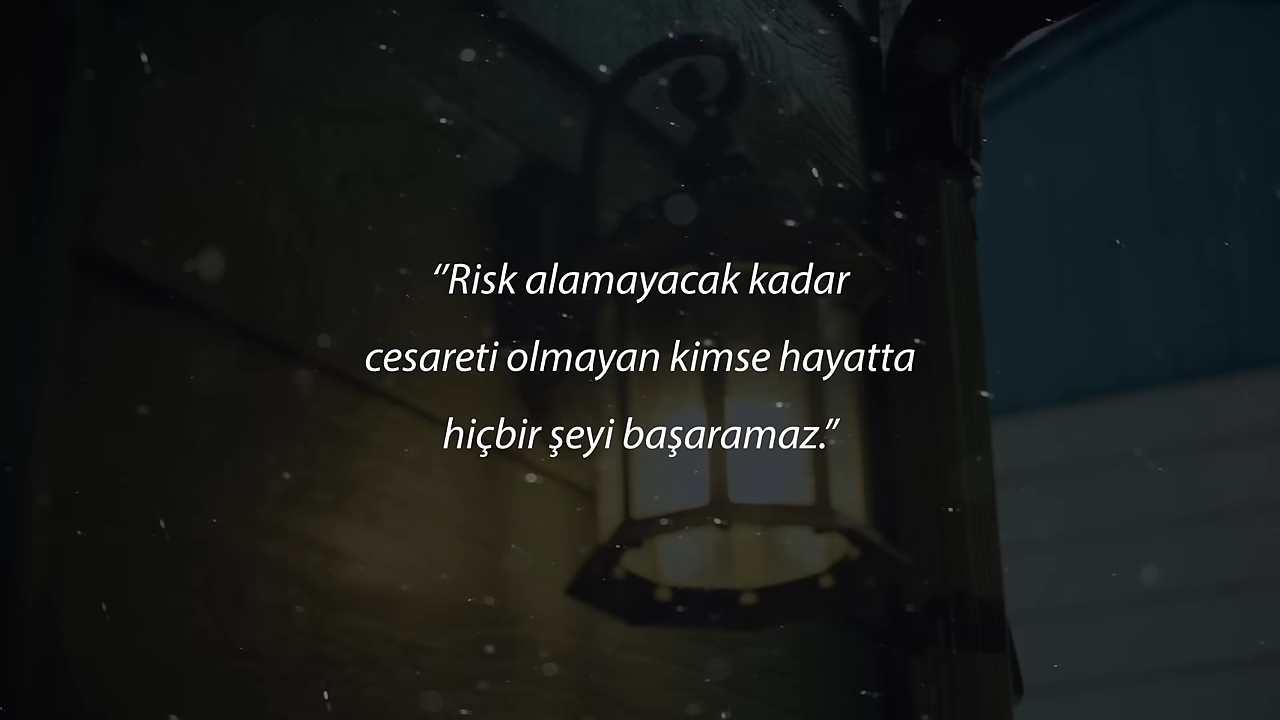 “Risk alamayacak kadar
cesareti olmayan kimse hayatta
hiçbir şeyi başaramaz.”